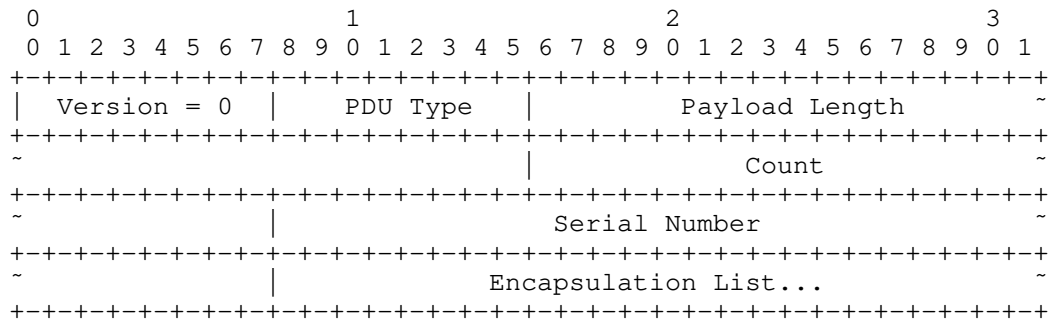 0                   1                   2                   3
 0 1 2 3 4 5 6 7 8 9 0 1 2 3 4 5 6 7 8 9 0 1 2 3 4 5 6 7 8 9 0 1
+-+-+-+-+-+-+-+-+-+-+-+-+-+-+-+-+-+-+-+-+-+-+-+-+-+-+-+-+-+-+-+-+
|  Version = 0  |    PDU Type   |         Payload Length        ~
+-+-+-+-+-+-+-+-+-+-+-+-+-+-+-+-+-+-+-+-+-+-+-+-+-+-+-+-+-+-+-+-+
~                               |             Count             ~
+-+-+-+-+-+-+-+-+-+-+-+-+-+-+-+-+-+-+-+-+-+-+-+-+-+-+-+-+-+-+-+-+
~               |                 Serial Number                 ~
+-+-+-+-+-+-+-+-+-+-+-+-+-+-+-+-+-+-+-+-+-+-+-+-+-+-+-+-+-+-+-+-+
~               |             Encapsulation List...             ~
+-+-+-+-+-+-+-+-+-+-+-+-+-+-+-+-+-+-+-+-+-+-+-+-+-+-+-+-+-+-+-+-+